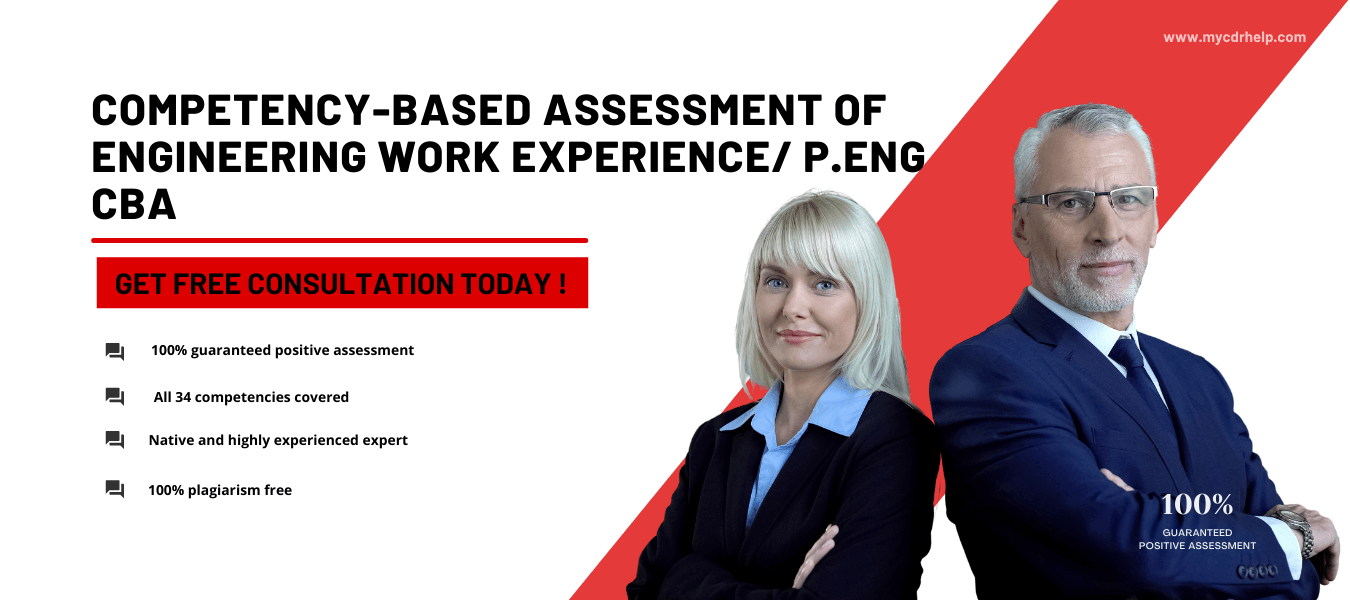 www.mycdrhelp.com
COMPETENCY-BASED ASSESSMENT OF
ENGINEERING WORK EXPERIENCE/ P.ENG
CBA
GET FREE CONSULTATION TODAY !
100% guaranteed positive assessment
All 34 competencies covered
Native and highly experienced expert
100% plagiarism free
100%
GUARANTEED
POSITIVE ASSESSMENT